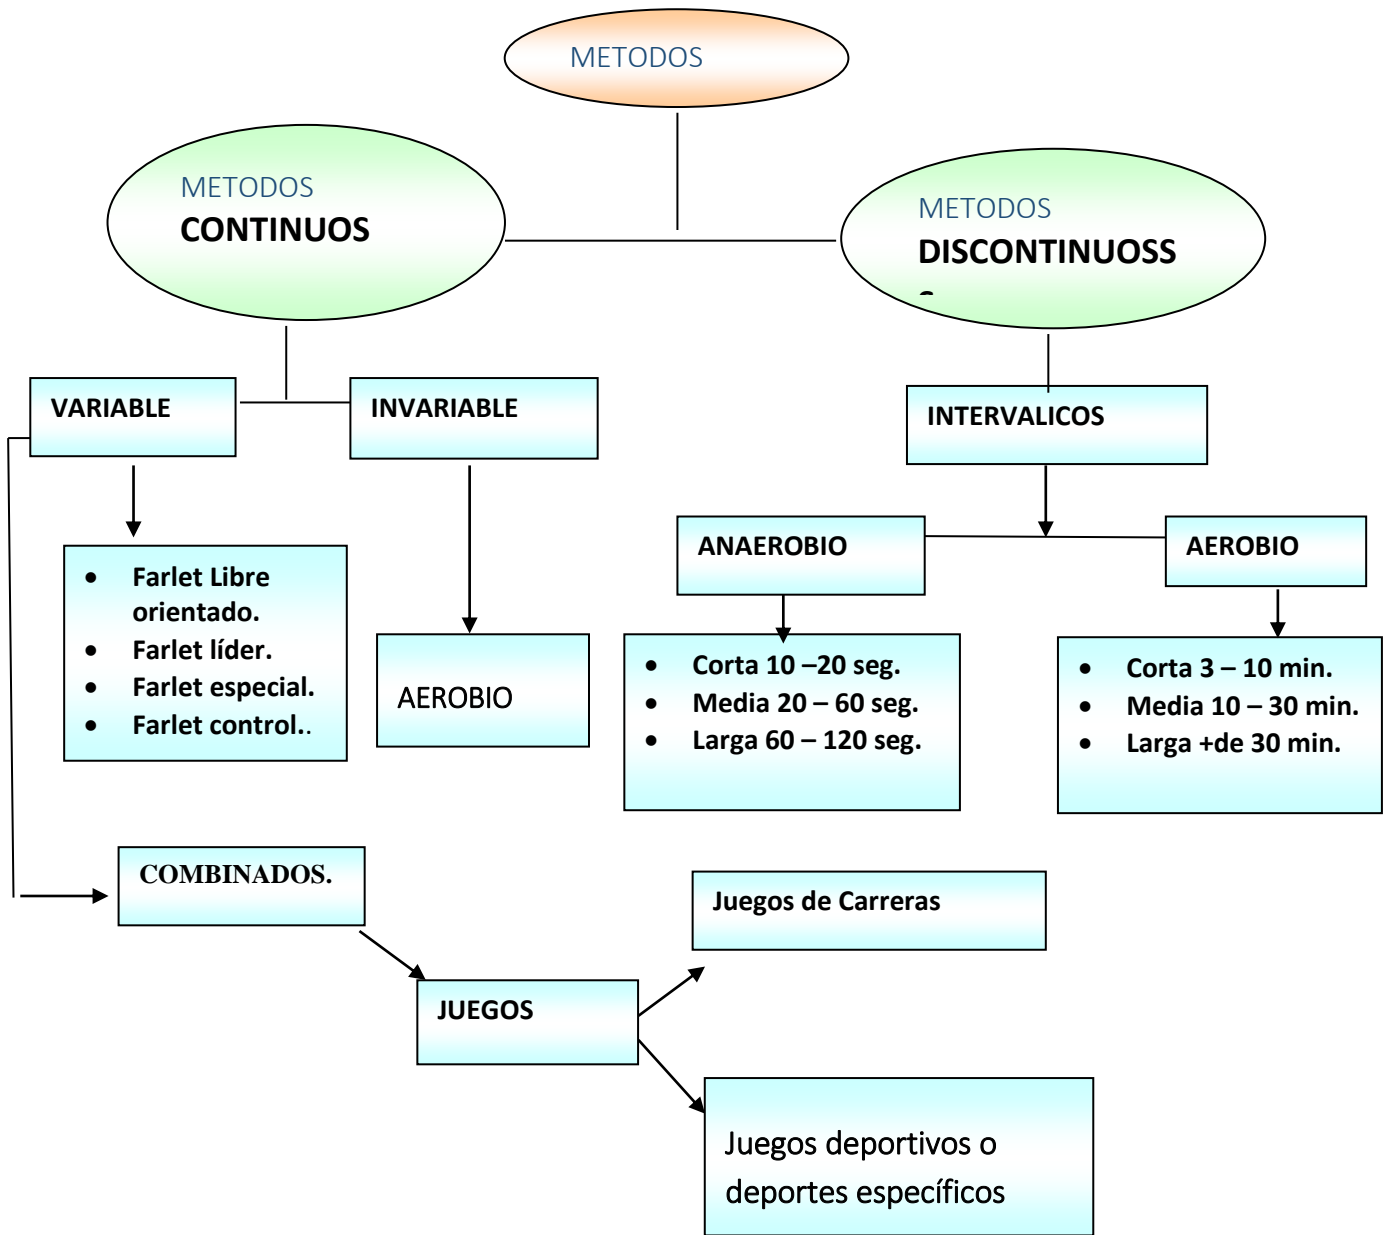 METODOS
METODOS
CONTINUOS
METODOS
DISCONTINUOSS
VARIABLE
INVARIABLE
INTERVALICOS
ANAEROBIO
AEROBIO
• Farlet Libre
orientado.
• Farlet líder.
• Farlet especial.
• Farlet control..
AEROBIO
• Corta 10 –20 seg.
• Media 20 – 60 seg.
• Larga 60 – 120 seg.
• Corta 3 – 10 min.
• Media 10 – 30 min.
• Larga +de 30 min.
COMBINADOS.
Juegos de Carreras
JUEGOS
Juegos deportivos o
deportes específicos